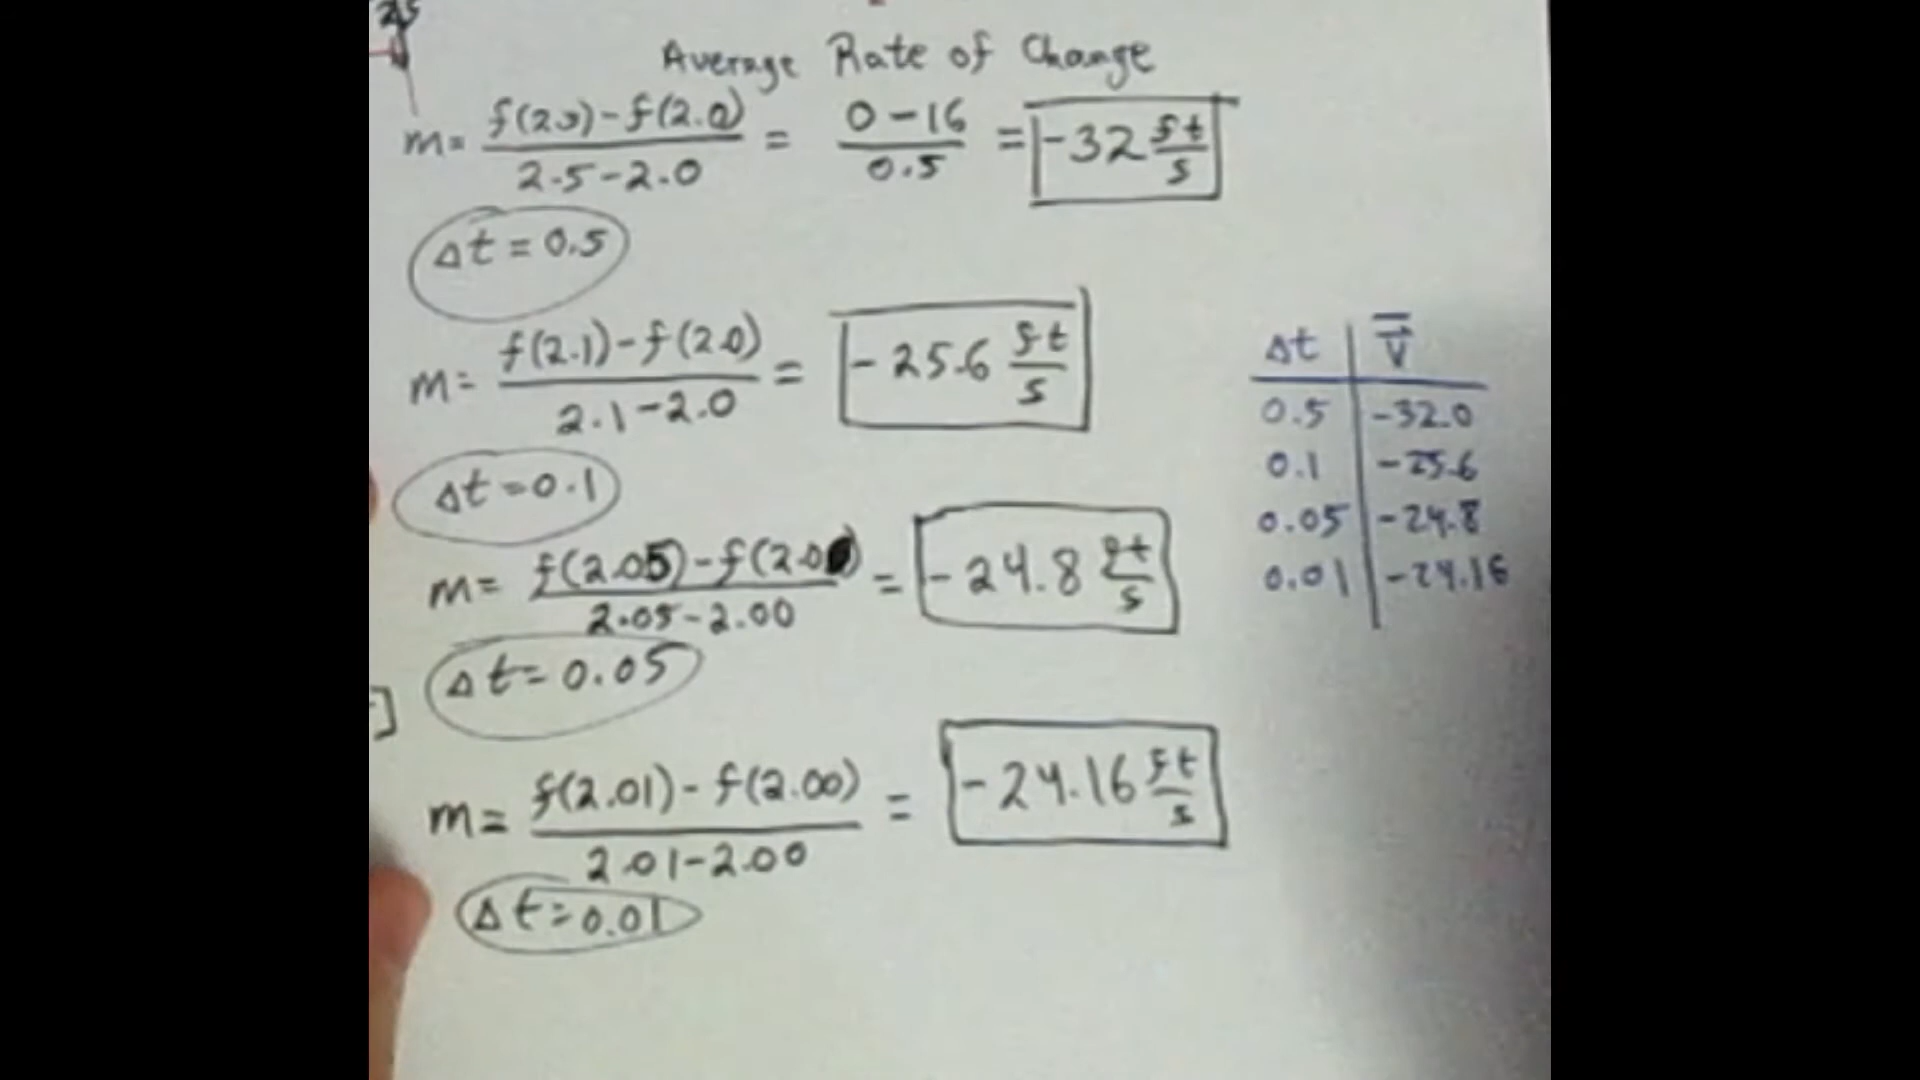 Average Rate of Change
m= f(2.5)-f(2.0) / 2.5-2.0 = 0-16 / 0.5 = -32 ft/s
Δt=0.5
m= f(2.1)-f(2.0) / 2.1-2.0 = -25.6 ft/s
Δt=0.1
m= f(2.05)-f(2.00) / 2.05-2.00 = -24.8 ft/s
Δt=0.05
m= f(2.01)-f(2.00) / 2.01-2.00 = -24.16 ft/s
Δt=0.01
Δt V
0.5 -32.0
0.1 -25.6
0.05 -24.8
0.01 -24.16
]